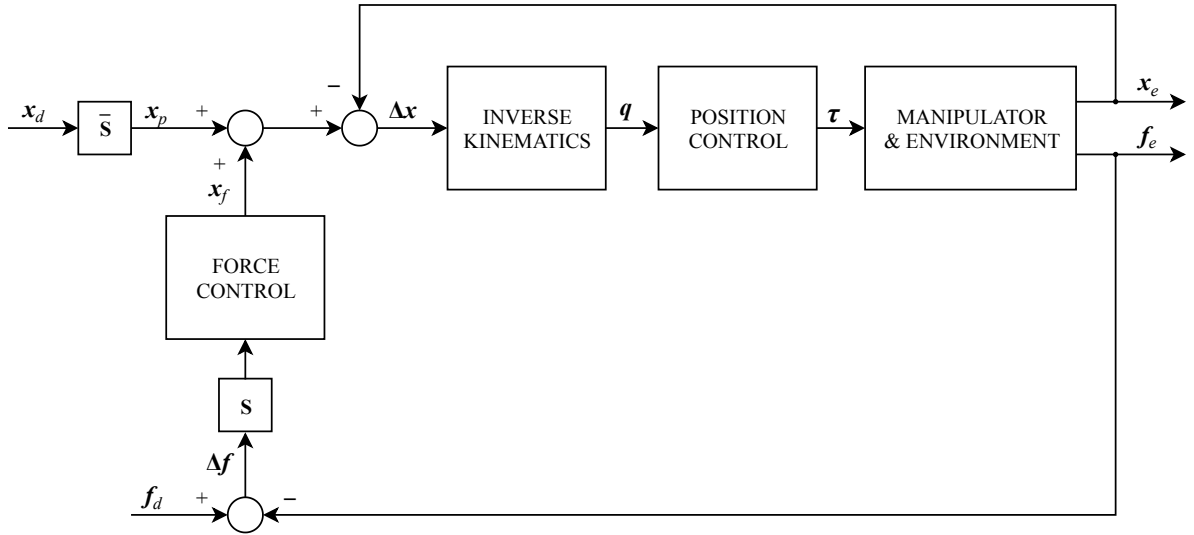 −
x_d
S̄
x_p
+
+
Δx
INVERSE
KINEMATICS
q
POSITION
CONTROL
τ
MANIPULATOR
& ENVIRONMENT
x_e
f_e
+
x_f
FORCE
CONTROL
S
Δf
f_d
+
−